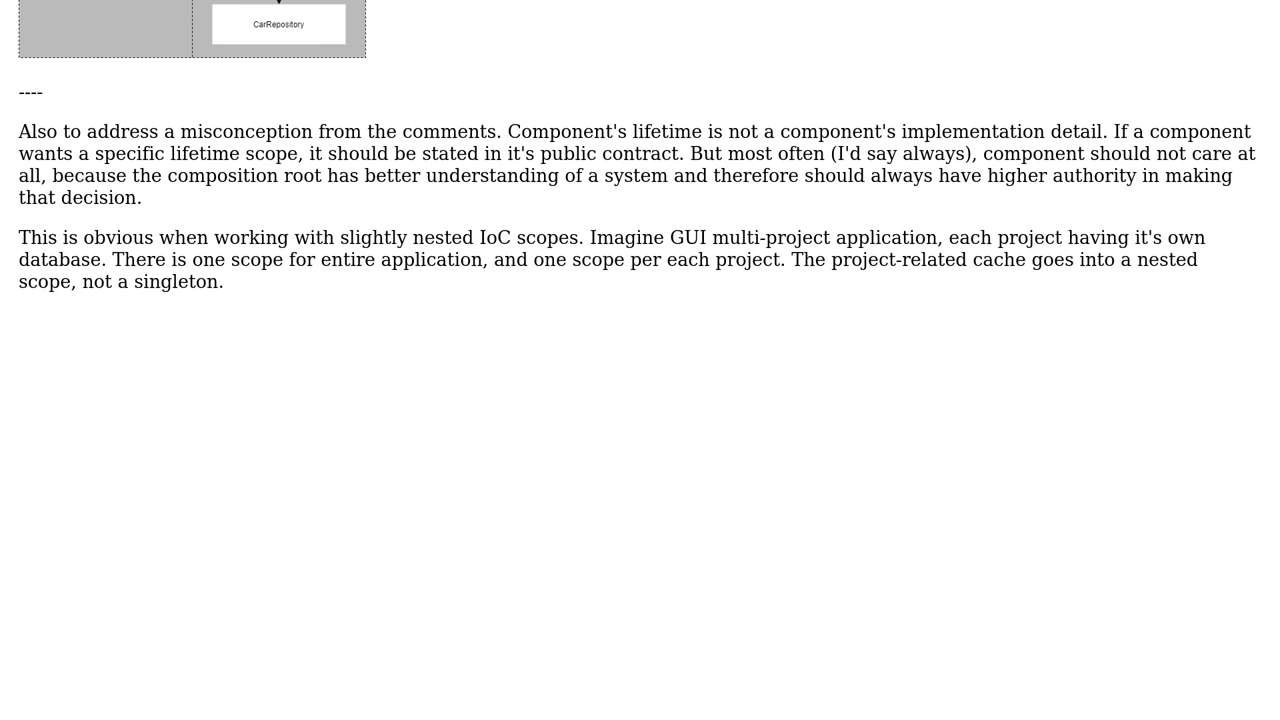 CarRepository
----
Also to address a misconception from the comments. Component's lifetime is not a component's implementation detail. If a component
wants a specific lifetime scope, it should be stated in it's public contract. But most often (I'd say always), component should not care at
all, because the composition root has better understanding of a system and therefore should always have higher authority in making
that decision.
This is obvious when working with slightly nested IoC scopes. Imagine GUI multi-project application, each project having it's own
database. There is one scope for entire application, and one scope per each project. The project-related cache goes into a nested
scope, not a singleton.